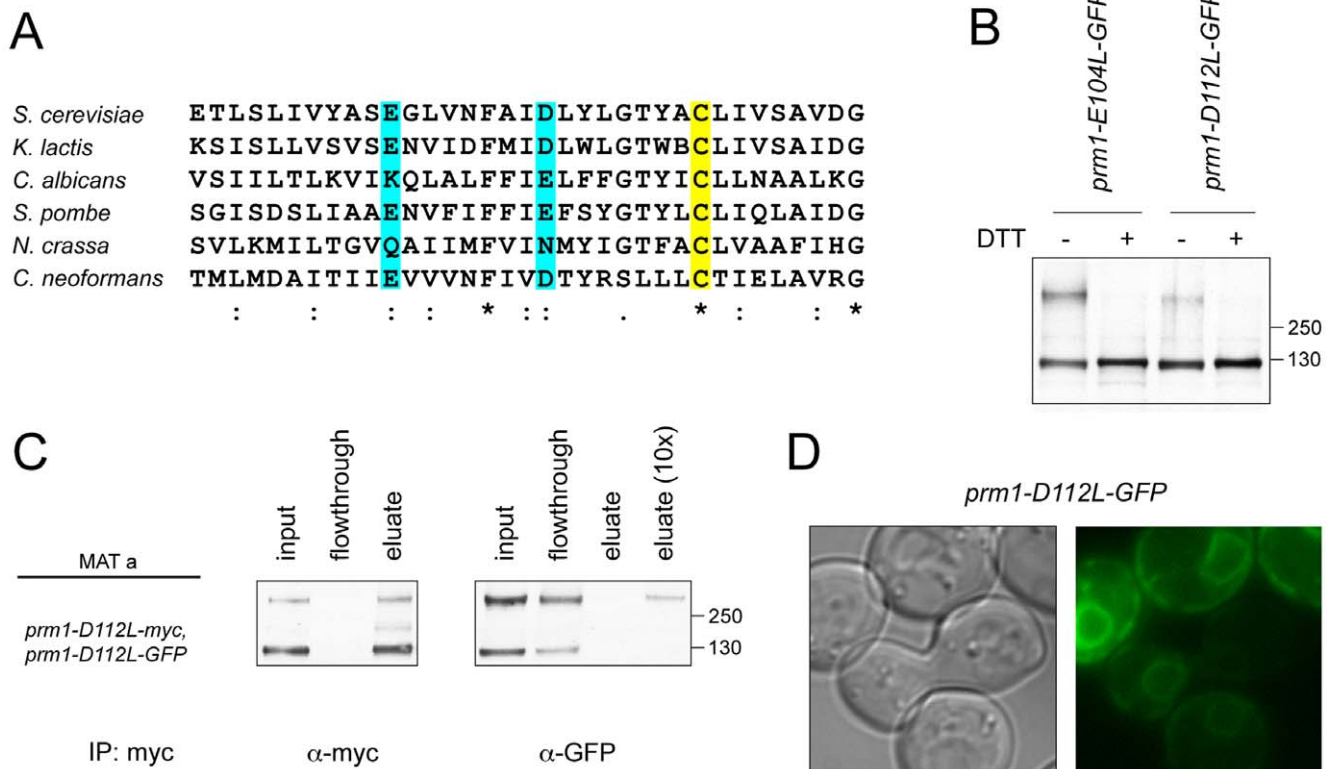 A
S. cerevisiae ETLSLIVYASEGLVNFAIDLYLGTYACLIVSAVDG
K. lactis KSISLLVSVSENVIDFMIDLWLGTWBCLIVSAIDG
C. albicans VSIILTLKVIKQLALFFIELFFGTYICLLNAALKG
S. pombe SGISDSLIAAENVFIFFIEFSYGTYLCLIQLAIDG
N. crassa SVLKMILTGVQAIIMFVINMYIGTFACLVAAFIHG
C. neoformans TMLMDAITIIEVVVNFIVDTYRSLLLCTIELAVRG
: : : : * : : . * : : *
B
prm1-E104L-GFP
prm1-D112L-GFP
DTT - + - +
250
130
C
input
flowthrough
eluate
input
flowthrough
eluate
eluate (10x)
MAT a
prm1-D112L-myc,
prm1-D112L-GFP
250
130
IP: myc
α-myc
α-GFP
D
prm1-D112L-GFP